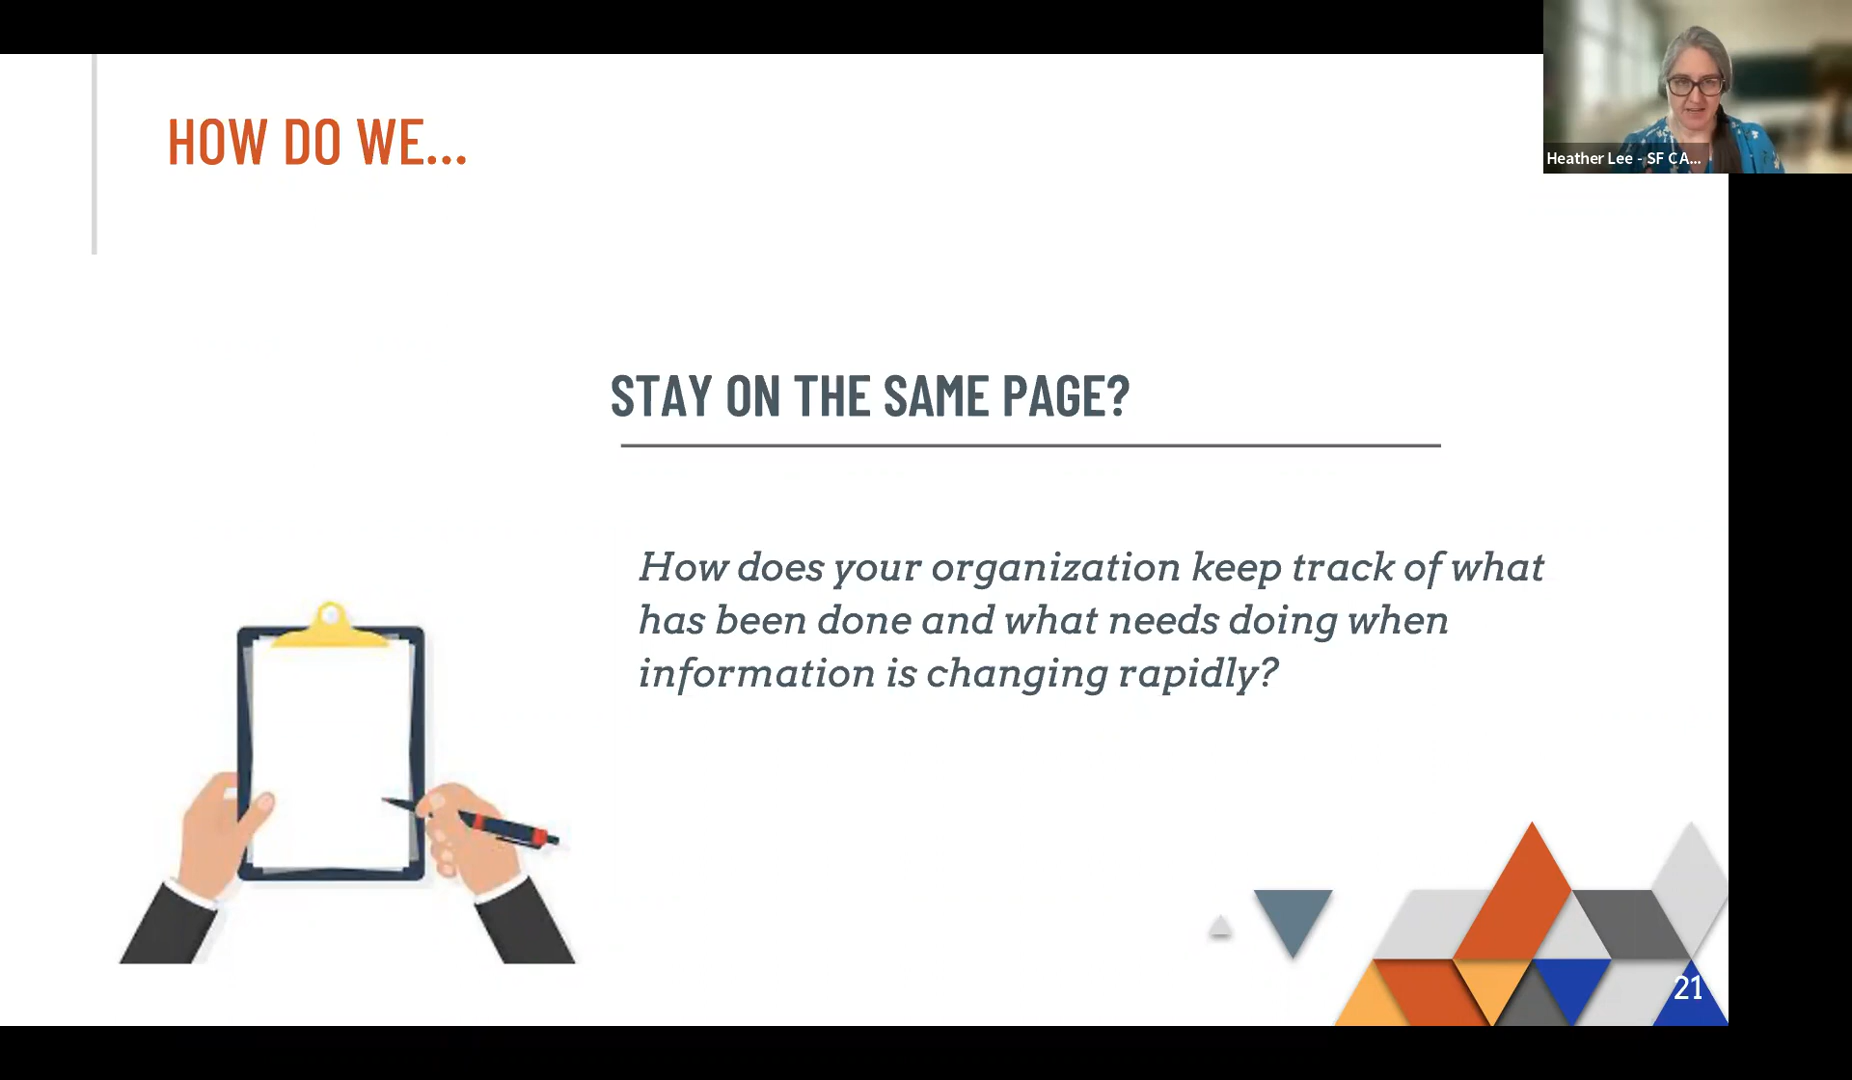 HOW DO WE...
Heather Lee - SF CA...
STAY ON THE SAME PAGE?
How does your organization keep track of what
has been done and what needs doing when
information is changing rapidly?
21